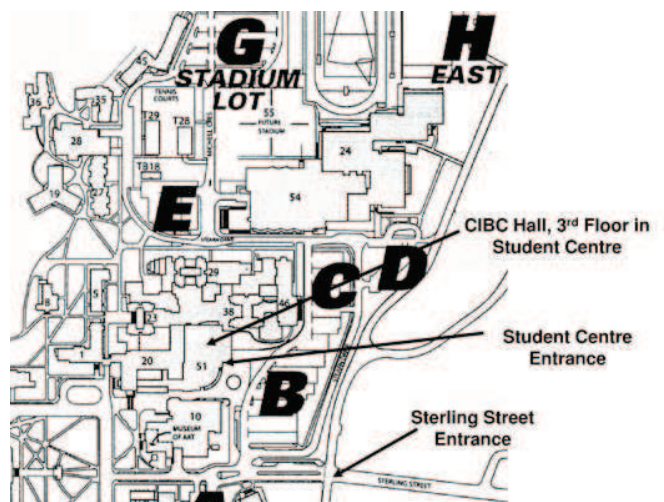 G
H
STADIUM
LOT
EAST
45
36
35
TENNIS
COURTS
T29
T28
55
FUTURE
STADIUM
28
24
TB18
19
27
54
E
CIBC Hall, 3rd Floor in
Student Centre
29
C
D
8
5
46
23
38
Student Centre
Entrance
1
20
51
B
10
MUSEUM
OF ART
Sterling Street
Entrance
STERLING STREET